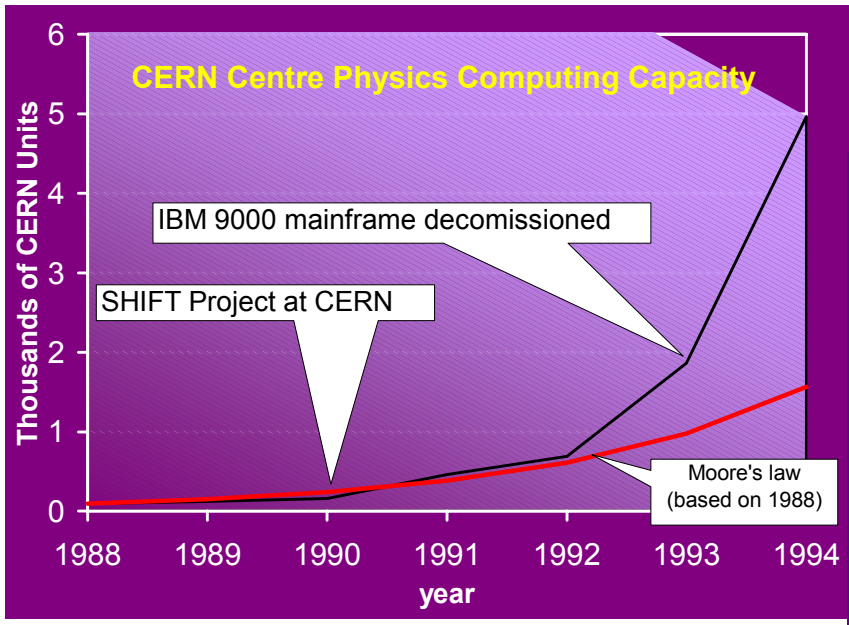 CERN Centre Physics Computing Capacity
Thousands of CERN Units
6
5
4
3
2
1
0
IBM 9000 mainframe decomissioned
SHIFT Project at CERN
Moore's law
(based on 1988)
1988 1989 1990 1991 1992 1993 1994
year